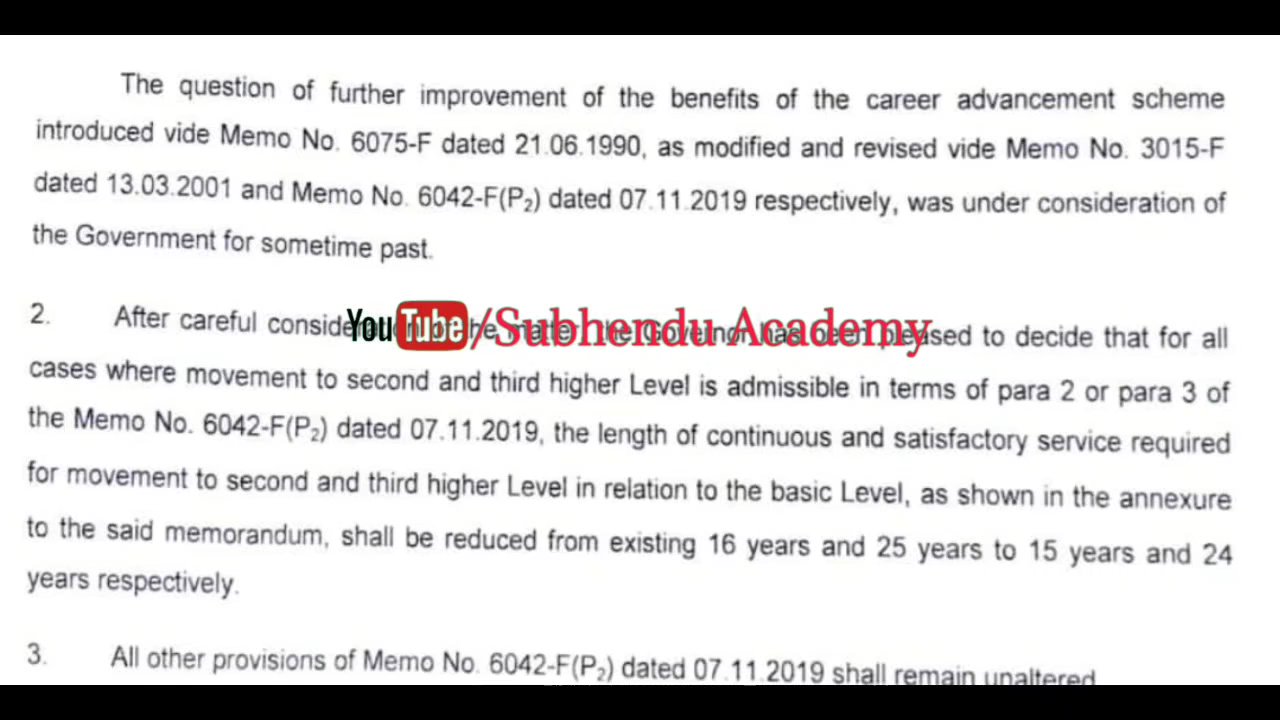 The question of further improvement of the benefits of the career advancement scheme
introduced vide Memo No. 6075-F dated 21.06.1990, as modified and revised vide Memo No. 3015-F
dated 13.03.2001 and Memo No. 6042-F(P₂) dated 07.11.2019 respectively, was under consideration of
the Government for sometime past.
2. After careful consideration of the matter, the Governor has been pleased to decide that for all
YouTube/Subhendu Academy
cases where movement to second and third higher Level is admissible in terms of para 2 or para 3 of
the Memo No. 6042-F(P₂) dated 07.11.2019, the length of continuous and satisfactory service required
for movement to second and third higher Level in relation to the basic Level, as shown in the annexure
to the said memorandum, shall be reduced from existing 16 years and 25 years to 15 years and 24
years respectively.
3. All other provisions of Memo No. 6042-F(P₂) dated 07.11.2019 shall remain unaltered